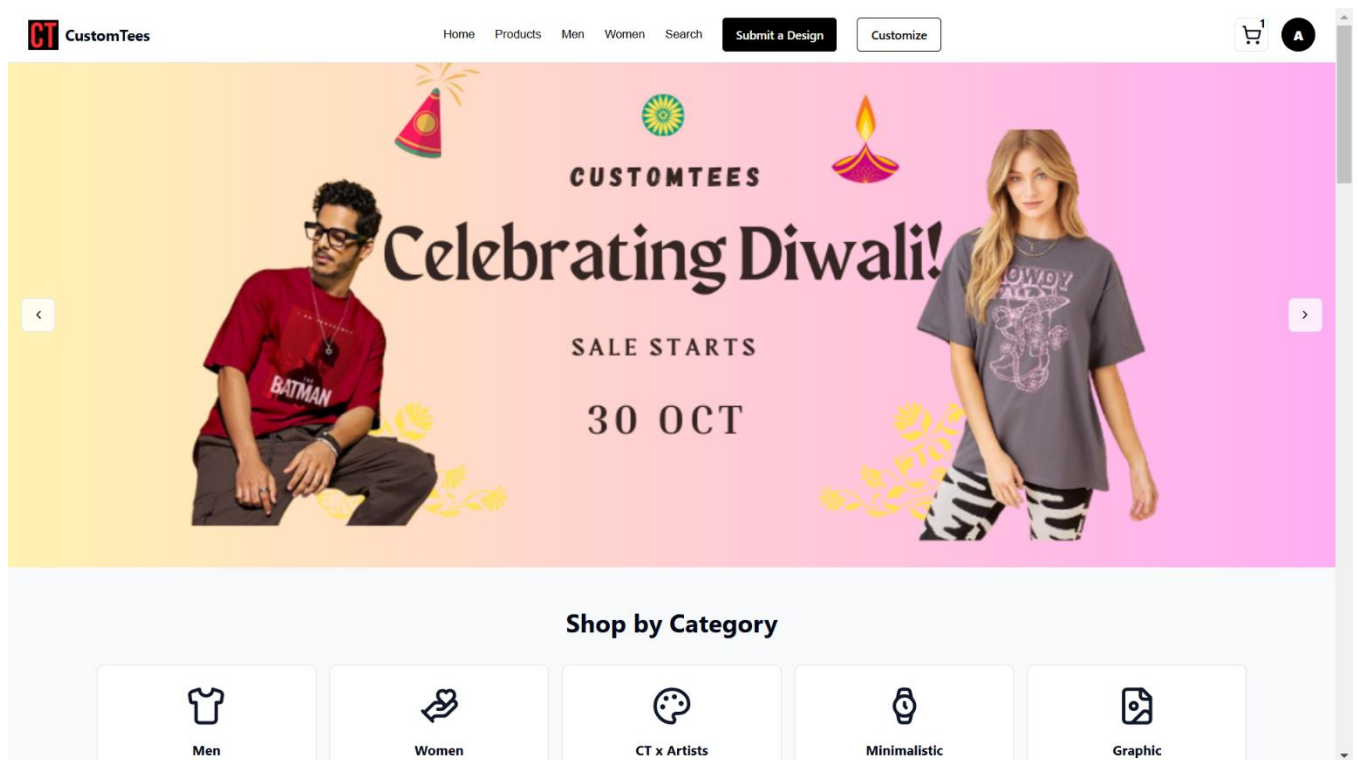 CT CustomTees
Home Products Men Women Search Submit a Design Customize
1
A
CUSTOMTEES
Celebrating Diwali!
SALE STARTS
30 OCT
THE
BATMAN
Shop by Category
Men Women CT x Artists Minimalistic Graphic